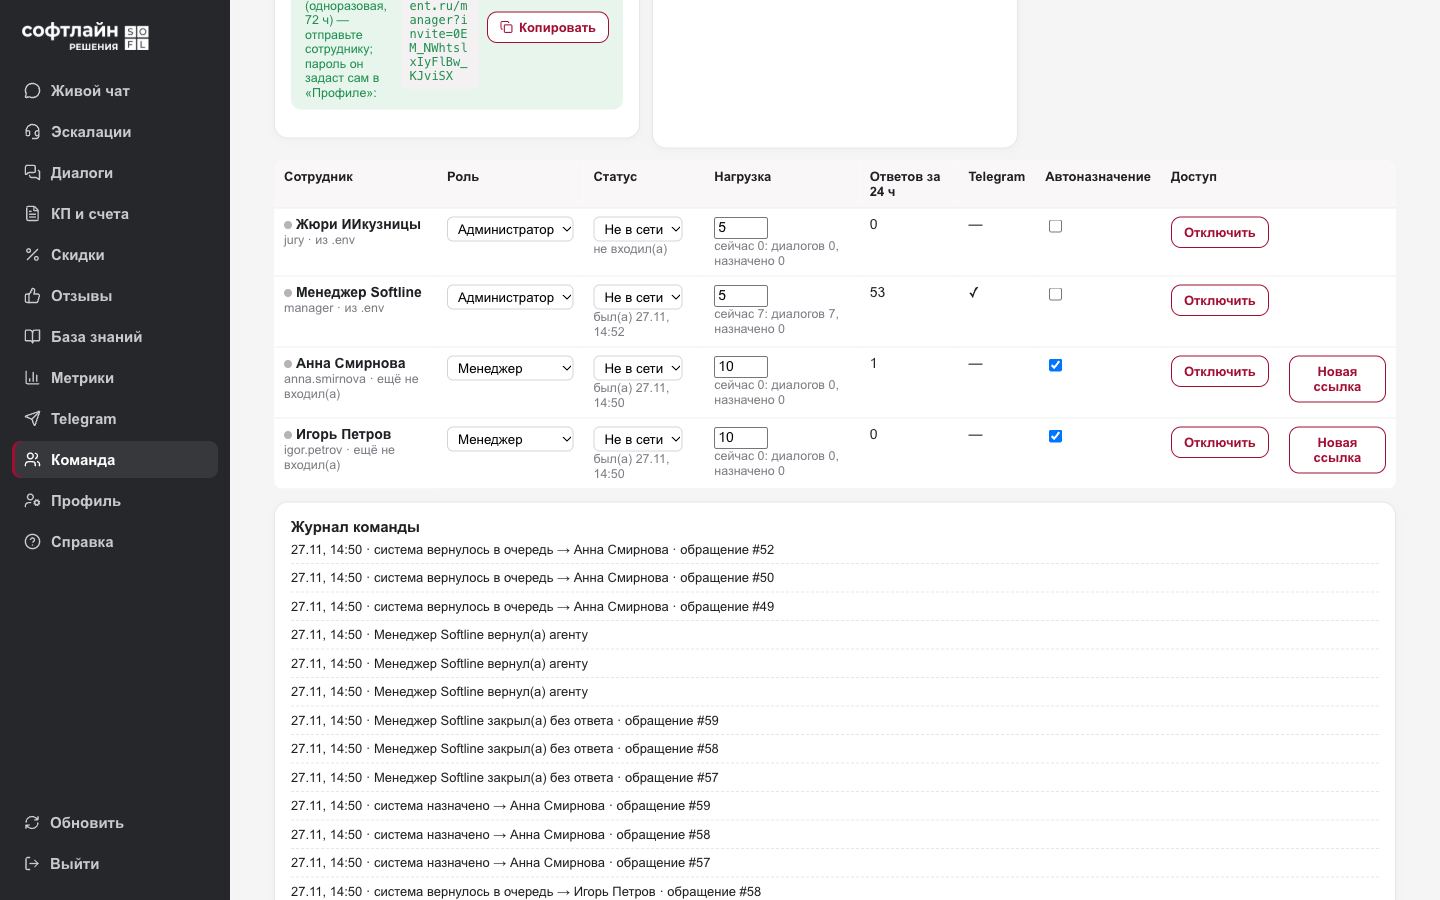 софтлайн
РЕШЕНИЯ
SO
FL
Живой чат
Эскалации
Диалоги
КП и счета
Скидки
Отзывы
База знаний
Метрики
Telegram
Команда
Профиль
Справка
Обновить
Выйти
(одноразовая,
72 ч) —
отправьте
сотруднику;
пароль он
задаст сам в
«Профиле»:
ent.ru/m
anager?i
nvite=0E
M_NWhtsl
xIyFlBw_
KJviSX
Копировать
Сотрудник Роль Статус Нагрузка Ответов за 24 ч Telegram Автоназначение Доступ
Жюри ИИкузницы Администратор Не в сети 5 0 — Отключить
jury · из .env не входил(а) сейчас 0: диалогов 0,
назначено 0
Менеджер Softline Администратор Не в сети 5 53 ✓ Отключить
manager · из .env был(а) 27.11, сейчас 7: диалогов 7,
14:52 назначено 0
Анна Смирнова Менеджер Не в сети 10 1 — Отключить Новая ссылка
anna.smirnova · ещё не был(а) 27.11, сейчас 0: диалогов 0,
входил(а) 14:50 назначено 0
Игорь Петров Менеджер Не в сети 10 0 — Отключить Новая ссылка
igor.petrov · ещё не был(а) 27.11, сейчас 0: диалогов 0,
входил(а) 14:50 назначено 0
Журнал команды
27.11, 14:50 · система вернулось в очередь → Анна Смирнова · обращение #52
27.11, 14:50 · система вернулось в очередь → Анна Смирнова · обращение #50
27.11, 14:50 · система вернулось в очередь → Анна Смирнова · обращение #49
27.11, 14:50 · Менеджер Softline вернул(а) агенту
27.11, 14:50 · Менеджер Softline вернул(а) агенту
27.11, 14:50 · Менеджер Softline вернул(а) агенту
27.11, 14:50 · Менеджер Softline закрыл(а) без ответа · обращение #59
27.11, 14:50 · Менеджер Softline закрыл(а) без ответа · обращение #58
27.11, 14:50 · Менеджер Softline закрыл(а) без ответа · обращение #57
27.11, 14:50 · система назначено → Анна Смирнова · обращение #59
27.11, 14:50 · система назначено → Анна Смирнова · обращение #58
27.11, 14:50 · система назначено → Анна Смирнова · обращение #57
27.11, 14:50 · система вернулось в очередь → Игорь Петров · обращение #58